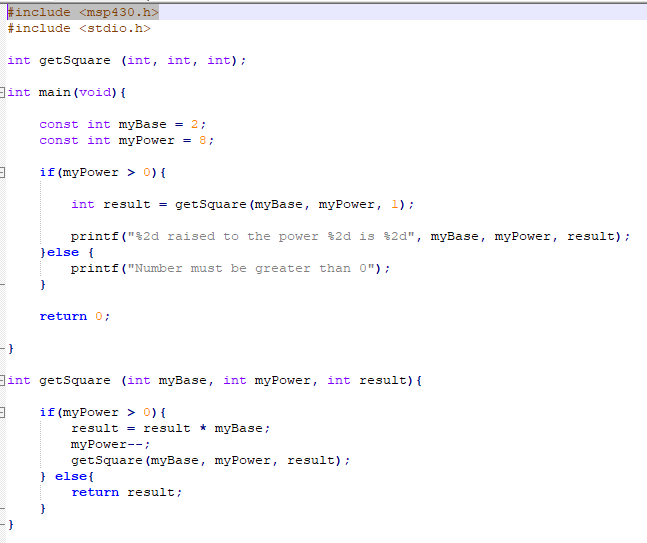 #include <msp430.h>
#include <stdio.h>
int getSquare (int, int, int);
int main(void){
const int myBase = 2;
const int myPower = 8;
if(myPower > 0){
int result = getSquare(myBase, myPower, 1);
printf("%2d raised to the power %2d is %2d", myBase, myPower, result);
}else {
printf("Number must be greater than 0");
}
return 0;
}
int getSquare (int myBase, int myPower, int result){
if(myPower > 0){
result = result * myBase;
myPower--;
getSquare(myBase, myPower, result);
} else{
return result;
}
}